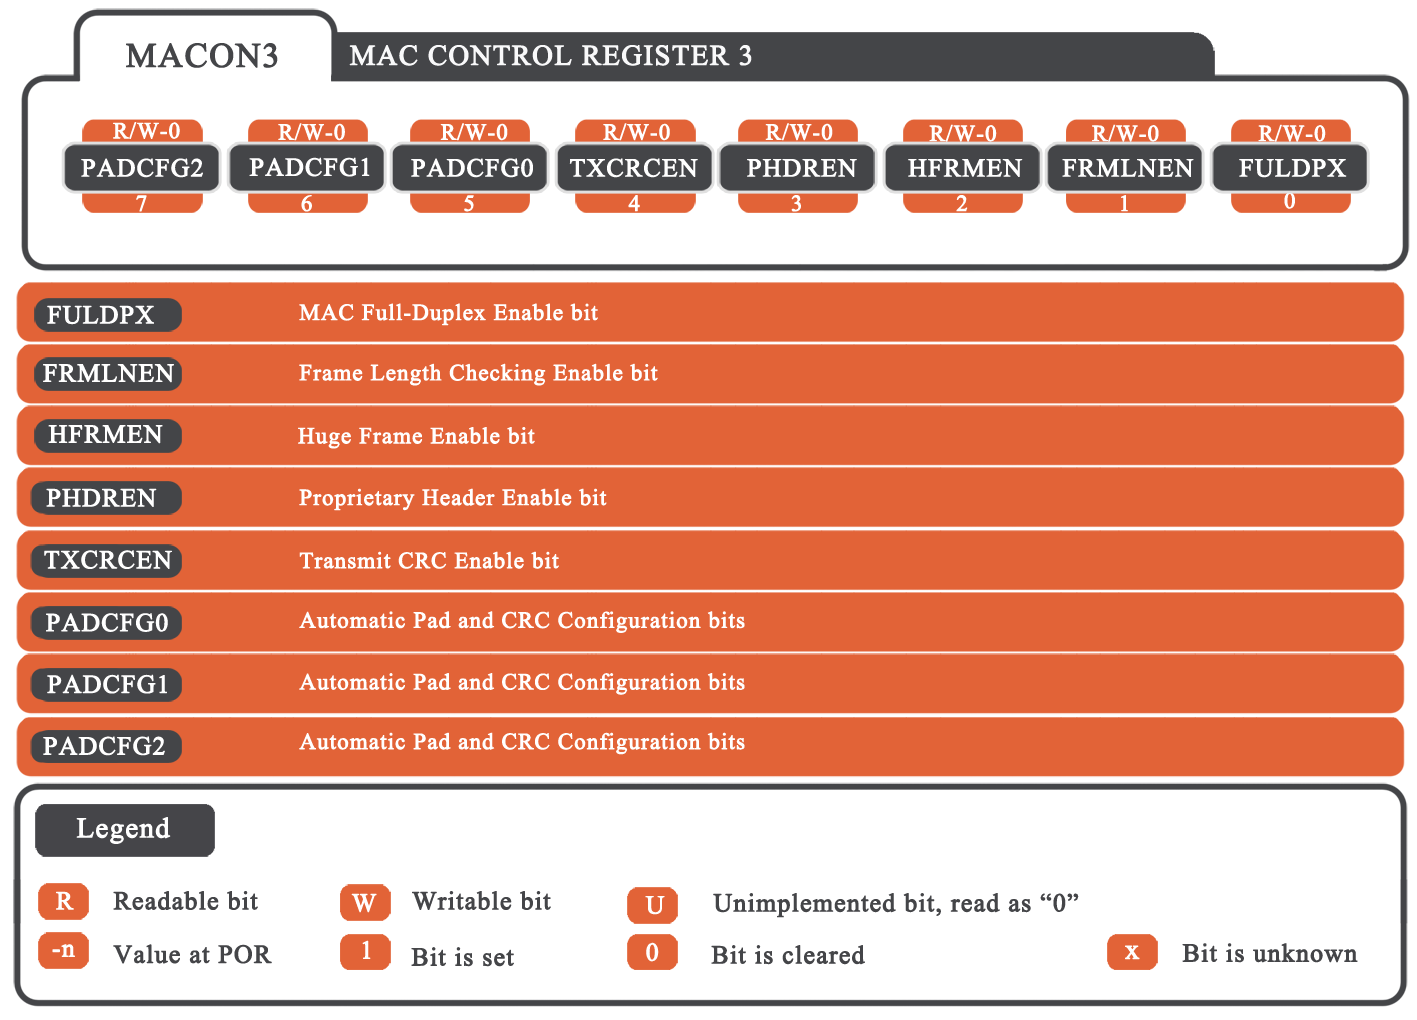 MACON3 MAC CONTROL REGISTER 3
R/W-0 R/W-0 R/W-0 R/W-0 R/W-0 R/W-0 R/W-0 R/W-0
PADCFG2 PADCFG1 PADCFG0 TXCRCEN PHDREN HFRMEN FRMLNEN FULDPX
7 6 5 4 3 2 1 0
FULDPX MAC Full-Duplex Enable bit
FRMLNEN Frame Length Checking Enable bit
HFRMEN Huge Frame Enable bit
PHDREN Proprietary Header Enable bit
TXCRCEN Transmit CRC Enable bit
PADCFG0 Automatic Pad and CRC Configuration bits
PADCFG1 Automatic Pad and CRC Configuration bits
PADCFG2 Automatic Pad and CRC Configuration bits
Legend
R Readable bit W Writable bit U Unimplemented bit, read as “0”
-n Value at POR 1 Bit is set 0 Bit is cleared x Bit is unknown